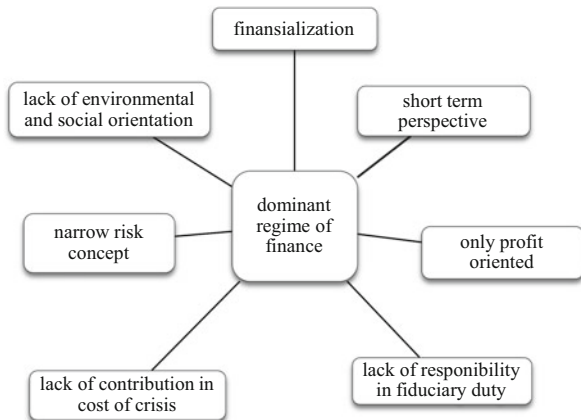 finansialization
lack of environmental
and social orientation
short term
perspective
dominant
regime of
finance
narrow risk
concept
only profit
oriented
lack of contribution in
cost of crisis
lack of responibility
in fiduciary duty